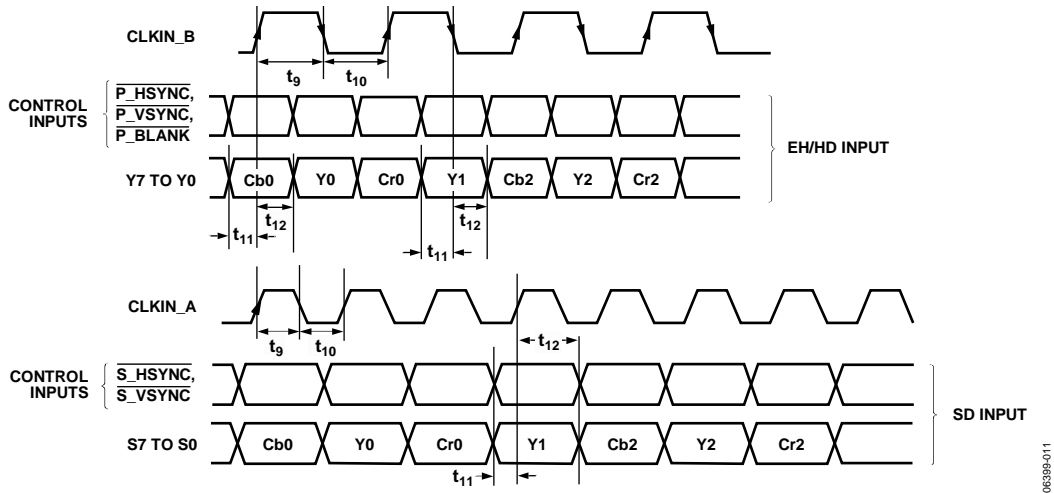 CLKIN_B
t9 t10
CONTROL INPUTS
P_HSYNC,
P_VSYNC,
P_BLANK
EH/HD INPUT
Y7 TO Y0 Cb0 Y0 Cr0 Y1 Cb2 Y2 Cr2
t12 t12
t11 t11
CLKIN_A
t9 t10 t12
CONTROL INPUTS
S_HSYNC,
S_VSYNC
SD INPUT
S7 TO S0 Cb0 Y0 Cr0 Y1 Cb2 Y2 Cr2
t11
06399-011